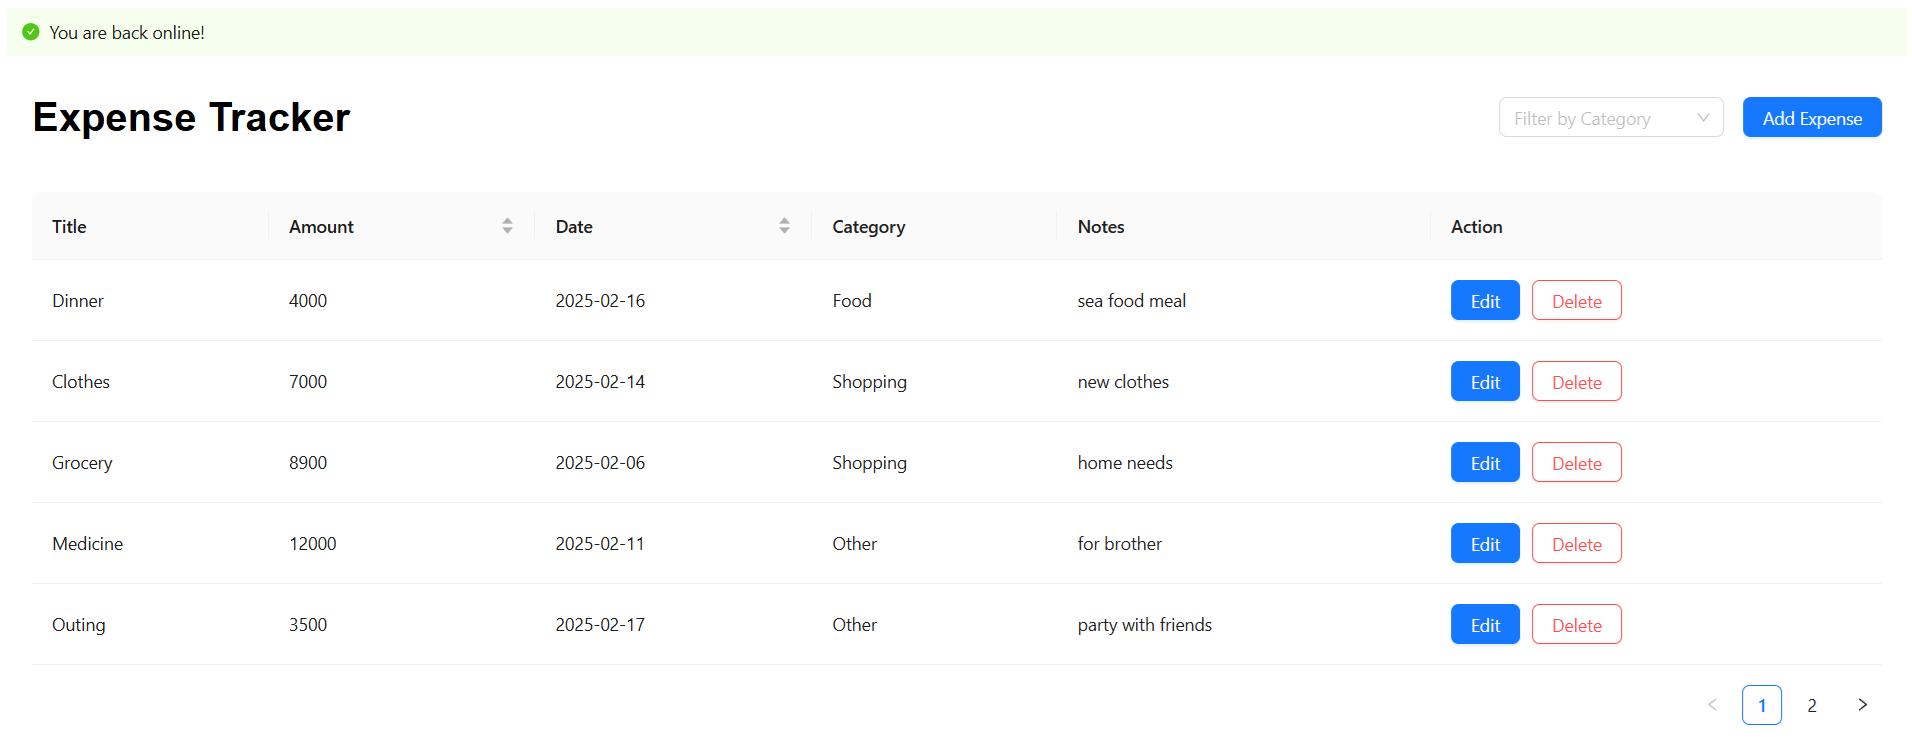 You are back online!
Expense Tracker
Filter by Category
Add Expense
Title Amount Date Category Notes Action
Dinner 4000 2025-02-16 Food sea food meal Edit Delete
Clothes 7000 2025-02-14 Shopping new clothes Edit Delete
Grocery 8900 2025-02-06 Shopping home needs Edit Delete
Medicine 12000 2025-02-11 Other for brother Edit Delete
Outing 3500 2025-02-17 Other party with friends Edit Delete
< 1 2 >